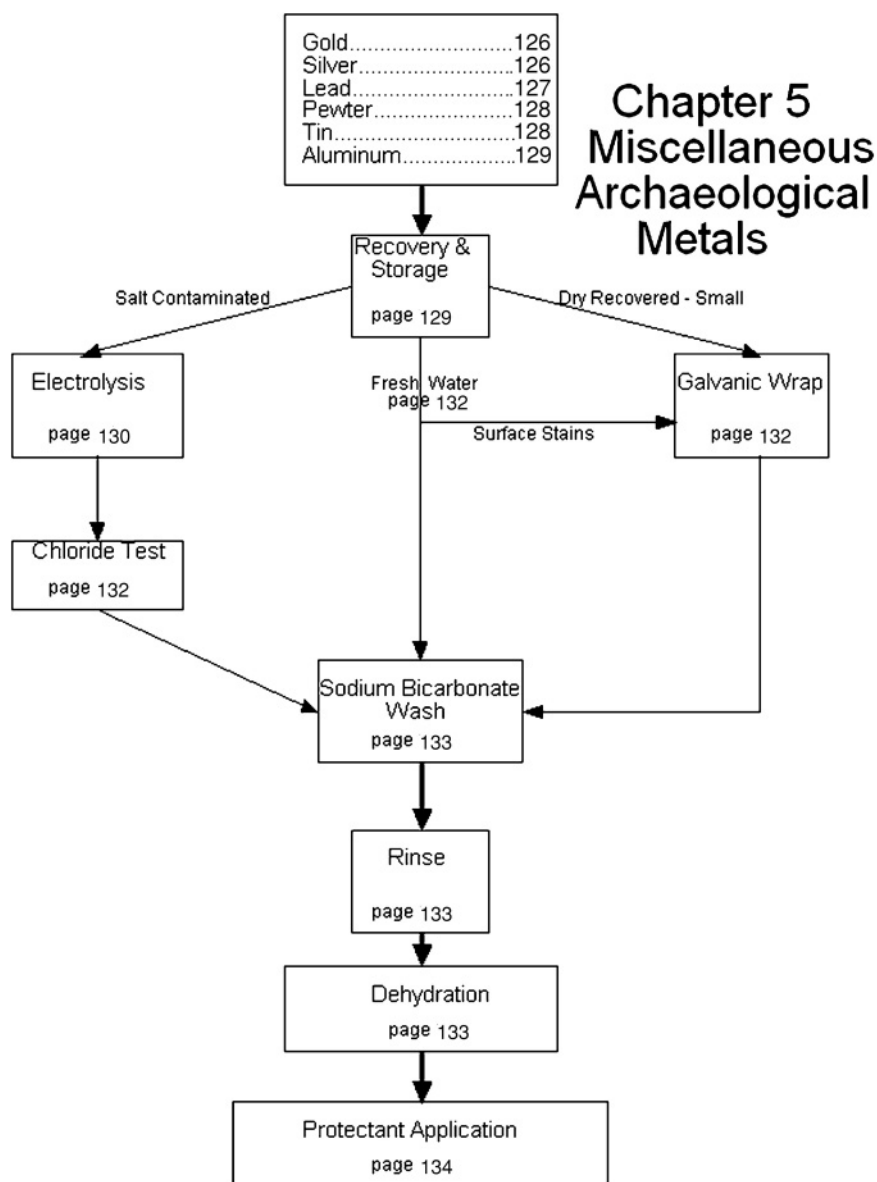 Gold..............................126
Silver............................126
Lead.............................127
Pewter..........................128
Tin................................128
Aluminum.....................129
Chapter 5
Miscellaneous
Archaeological
Metals
Recovery &
Storage
page 129
Salt Contaminated
Dry Recovered - Small
Electrolysis
page 130
Fresh Water
page 132
Galvanic Wrap
page 132
Surface Stains
Chloride Test
page 132
Sodium Bicarbonate
Wash
page 133
Rinse
page 133
Dehydration
page 133
Protectant Application
page 134